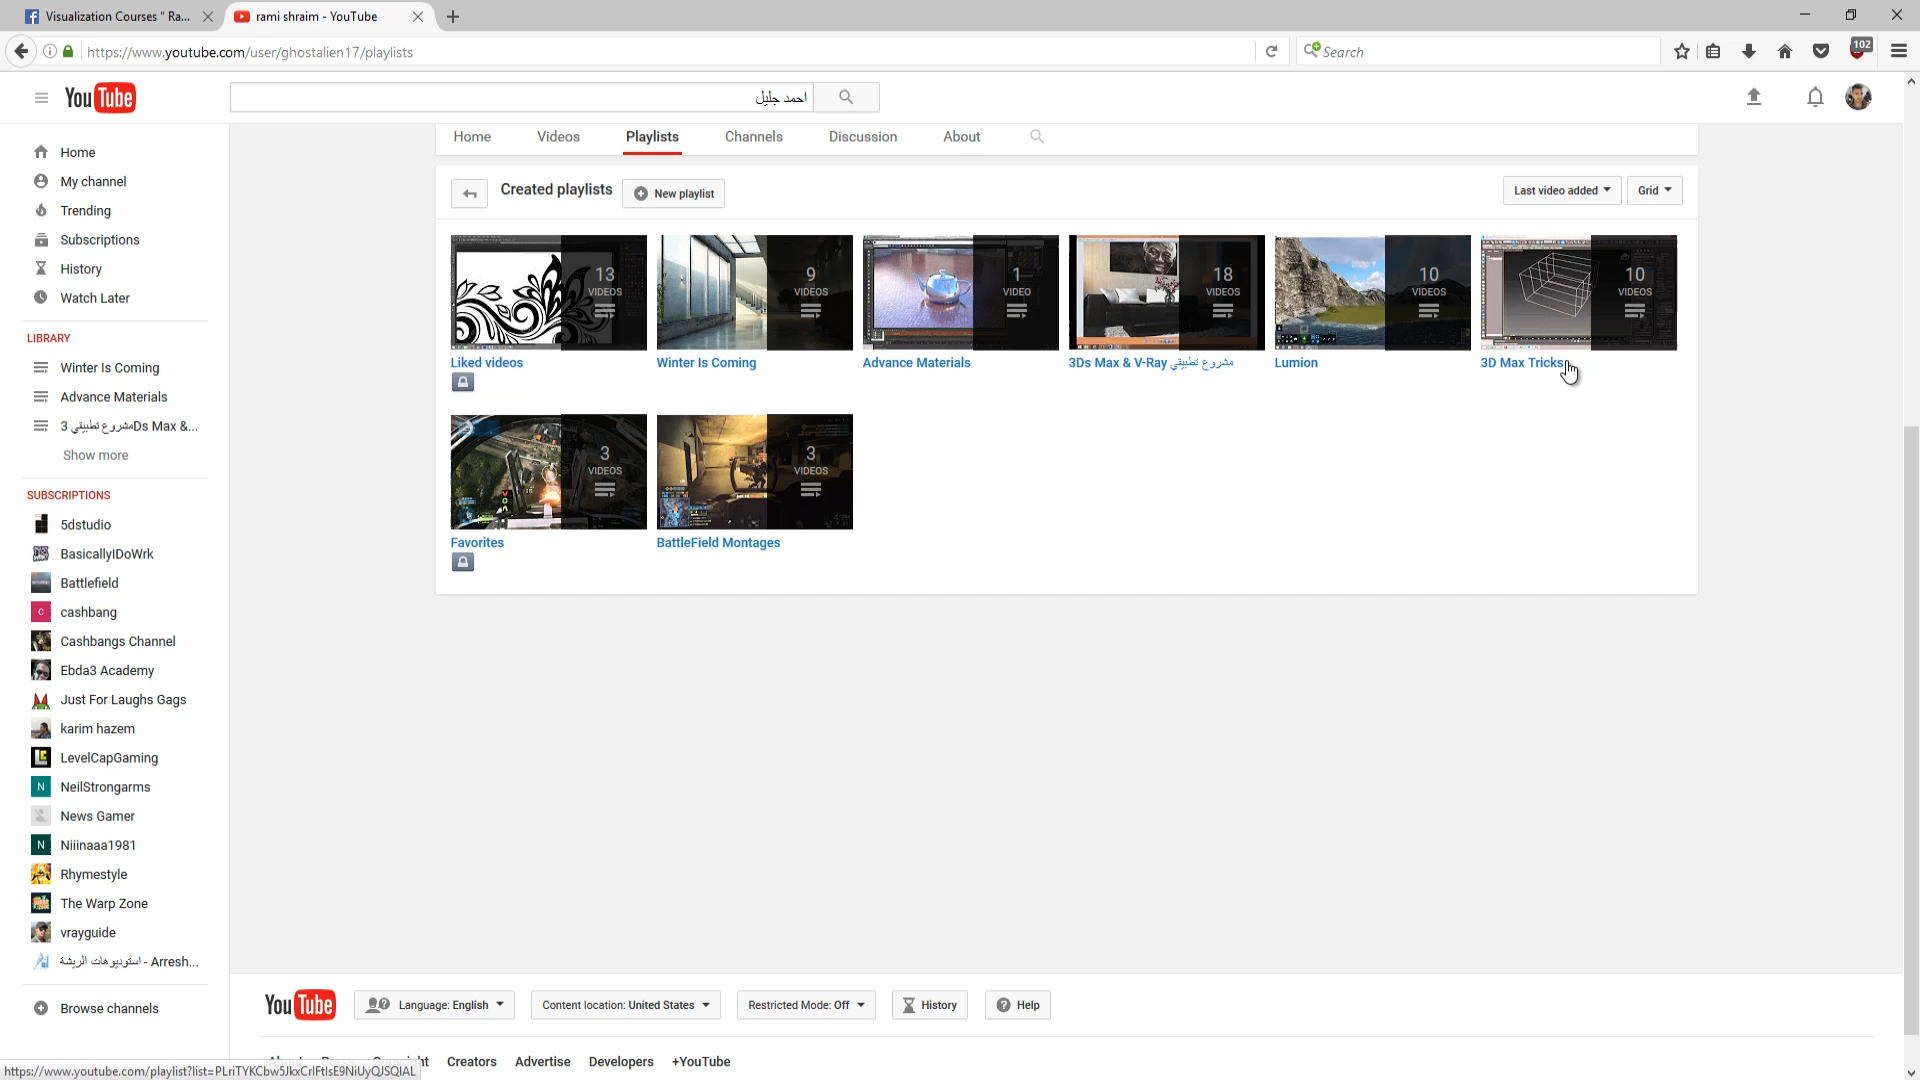 Visualization Courses " Ra...
rami shraim - YouTube
https://www.youtube.com/user/ghostalien17/playlists
Search
102
YouTube
احمد جليل
Home
Videos
Playlists
Channels
Discussion
About
Home
My channel
Trending
Subscriptions
History
Watch Later
LIBRARY
Winter Is Coming
Advance Materials
3 مشروع تطبيقيDs Max &...
Show more
SUBSCRIPTIONS
5dstudio
BasicallyIDoWrk
Battlefield
C cashbang
Cashbangs Channel
Ebda3 Academy
Just For Laughs Gags
karim hazem
LevelCapGaming
N NeilStrongarms
News Gamer
N Niiinaaa1981
Rhymestyle
The Warp Zone
vrayguide
استوديوهات الريشة - Arresh...
Browse channels
Created playlists
New playlist
Last video added
Grid
13 VIDEOS
Liked videos
9 VIDEOS
Winter Is Coming
1 VIDEO
Advance Materials
18 VIDEOS
3Ds Max & V-Ray مشروع تطبيقي
10 VIDEOS
Lumion
10 VIDEOS
3D Max Tricks
3 VIDEOS
Favorites
3 VIDEOS
BattleField Montages
YouTube
Language: English
Content location: United States
Restricted Mode: Off
History
Help
Creators
Advertise
Developers
+YouTube
https://www.youtube.com/playlist?list=PLriTYKCbw5JkxCrIFtIsE9NiUyQJSQIAL